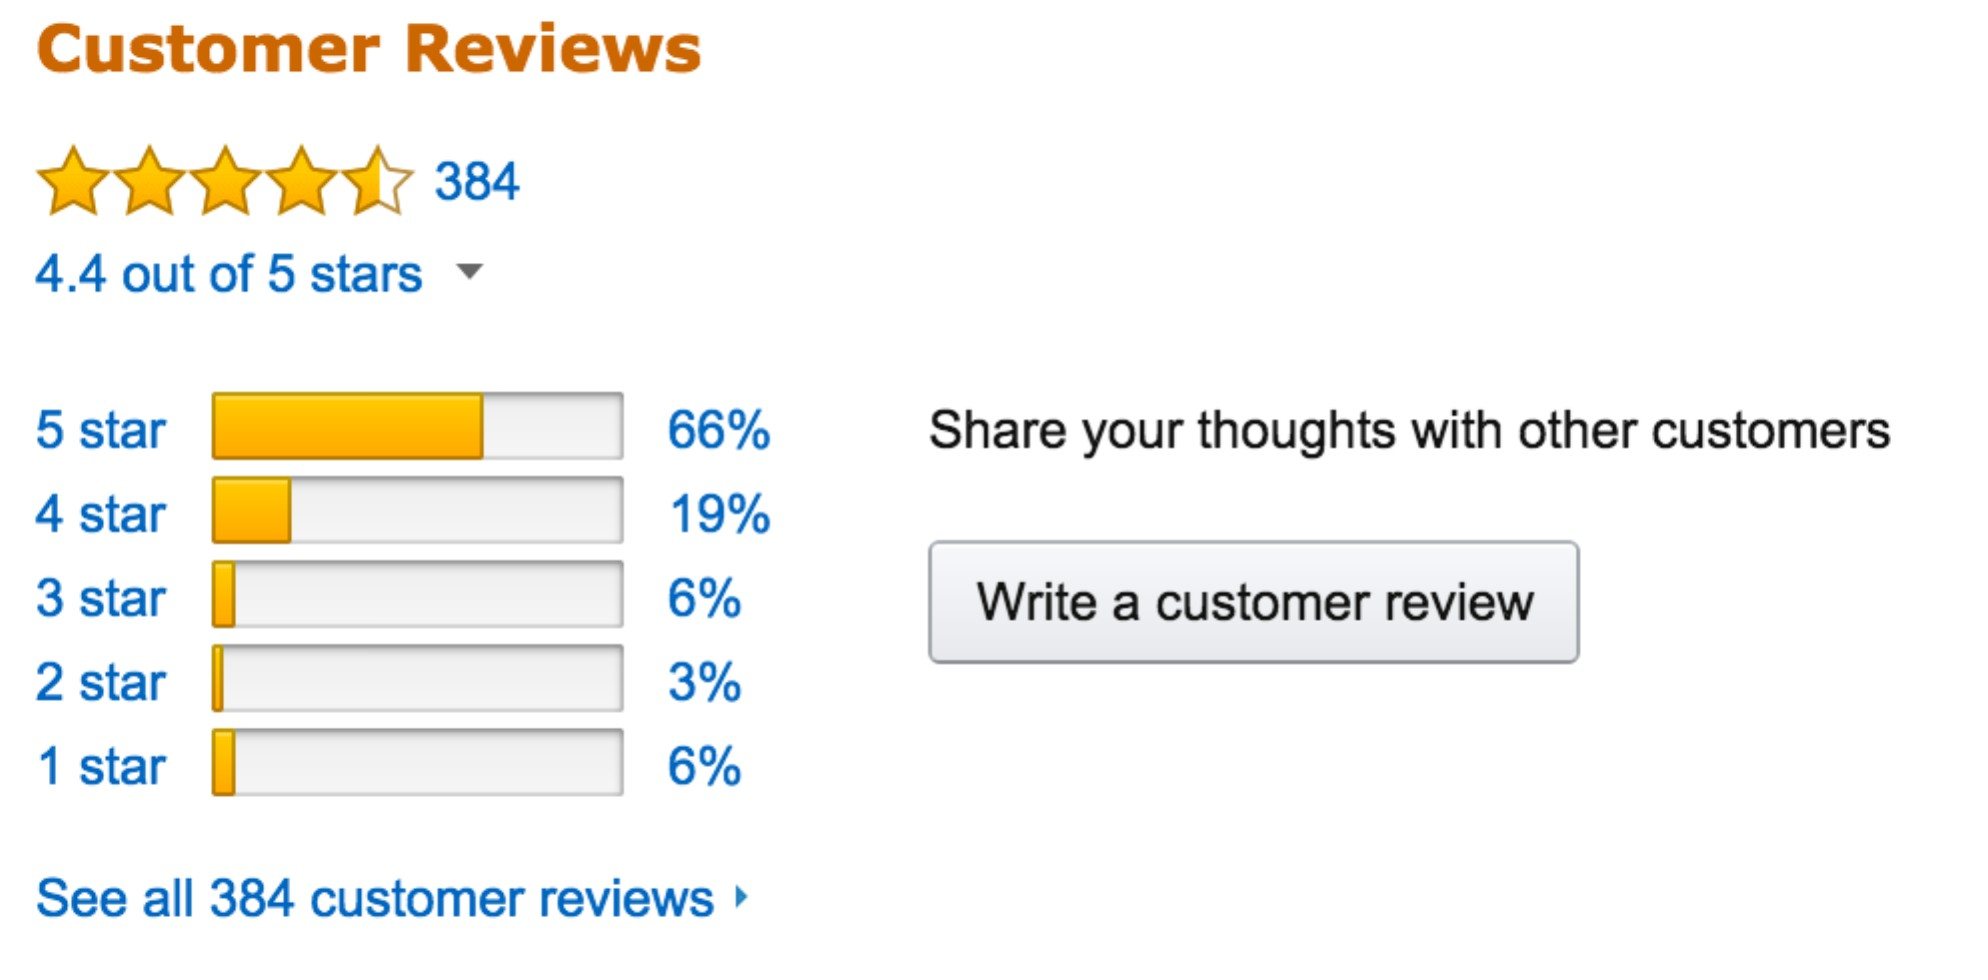 Customer Reviews
384
4.4 out of 5 stars
5 star 66%
4 star 19%
3 star 6%
2 star 3%
1 star 6%
See all 384 customer reviews
Share your thoughts with other customers
Write a customer review